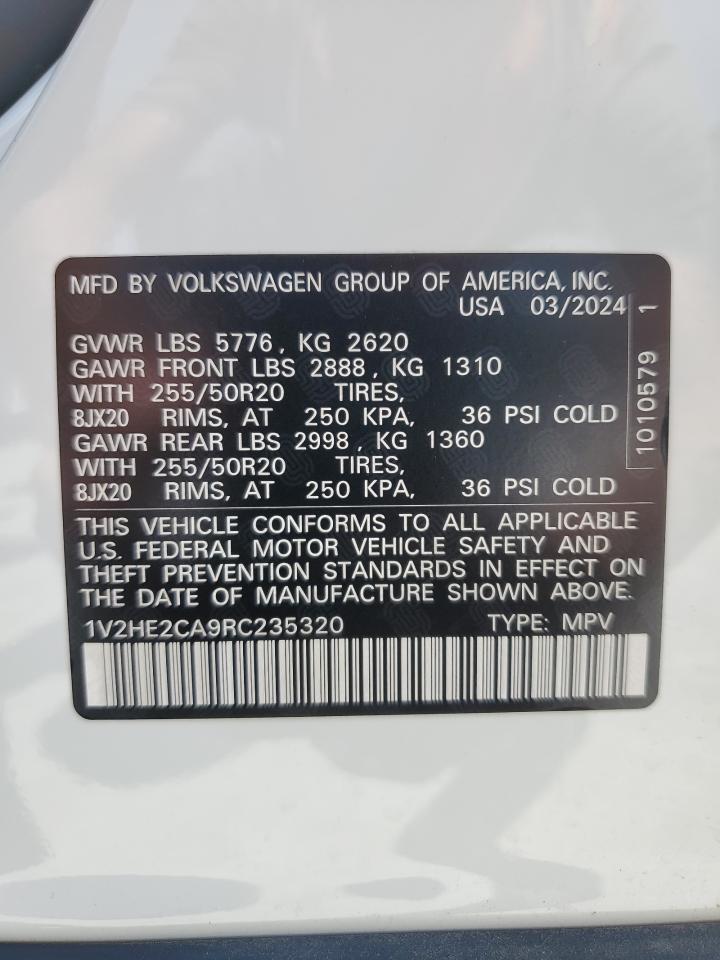 MFD BY VOLKSWAGEN GROUP OF AMERICA, INC.
USA 03/2024
GVWR LBS 5776, KG 2620
GAWR FRONT LBS 2888, KG 1310
WITH 255/50R20 TIRES,
8JX20 RIMS, AT 250 KPA, 36 PSI COLD
GAWR REAR LBS 2998, KG 1360
WITH 255/50R20 TIRES,
8JX20 RIMS, AT 250 KPA, 36 PSI COLD
1010579 1
THIS VEHICLE CONFORMS TO ALL APPLICABLE
U.S. FEDERAL MOTOR VEHICLE SAFETY AND
THEFT PREVENTION STANDARDS IN EFFECT ON
THE DATE OF MANUFACTURE SHOWN ABOVE.
1V2HE2CA9RC235320 TYPE: MPV